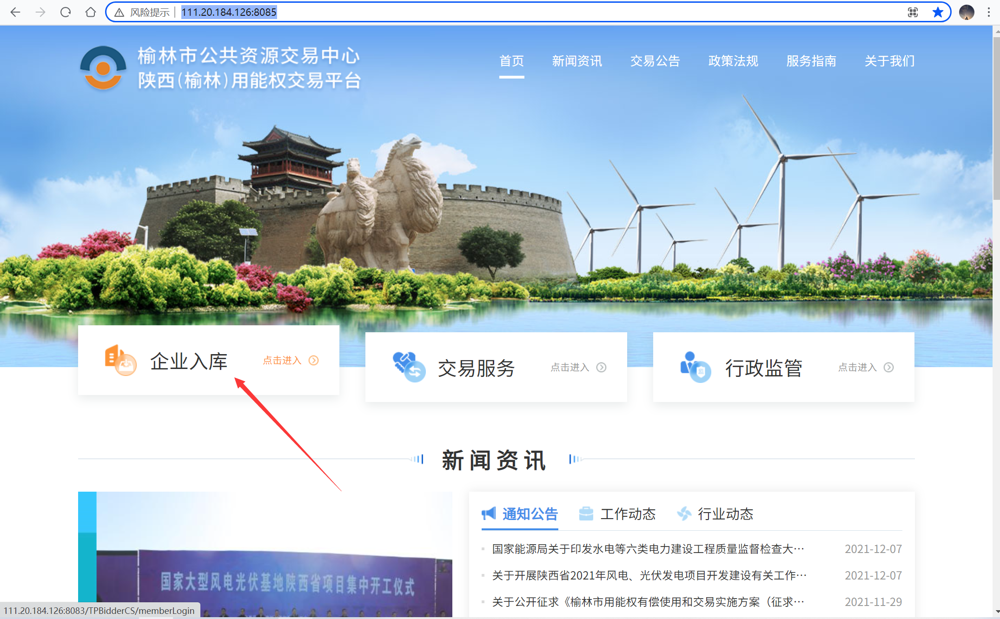 风险提示 111.20.184.126:8085
榆林市公共资源交易中心
陕西(榆林)用能权交易平台
首页 新闻资讯 交易公告 政策法规 服务指南 关于我们
企业入库 点击进入
交易服务 点击进入
行政监管 点击进入
新闻资讯
通知公告 工作动态 行业动态
国家能源局关于印发水电等六类电力建设工程质量监督检查大… 2021-12-07
关于开展陕西省2021年风电、光伏发电项目开发建设有关工作… 2021-12-07
关于公开征求《榆林市用能权有偿使用和交易实施方案（征求… 2021-11-29
国家大型风电光伏基地陕西省项目集中开工仪式
111.20.184.126:8083/TPBidderCS/memberLogin